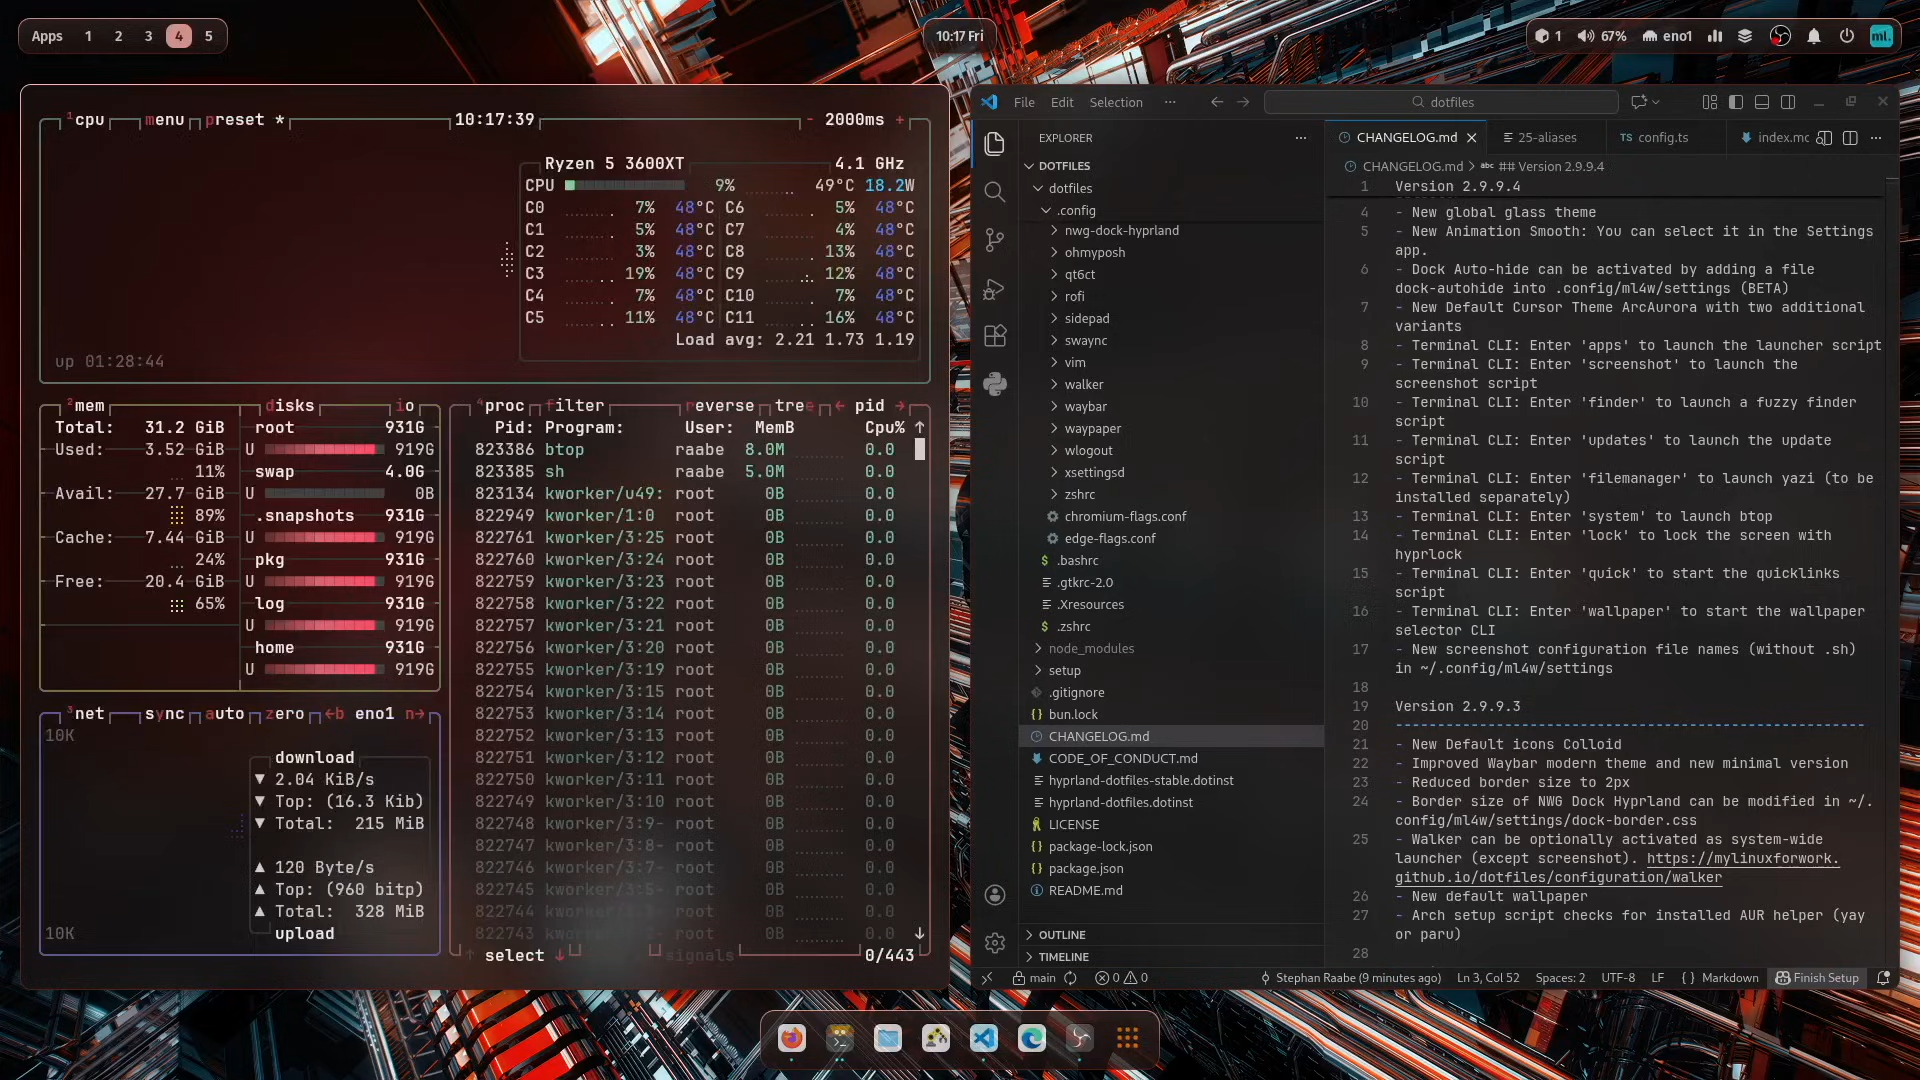 Apps 1 2 3 4 5
10:17 Fri
1 67% eno1 ml.
¹cpu menu preset * 10:17:39 - 2000ms +
Ryzen 5 3600XT 4.1 GHz
CPU 9% 49°C 18.2W
C0 7% 48°C C6 5% 48°C
C1 5% 48°C C7 4% 48°C
C2 3% 48°C C8 13% 48°C
C3 19% 48°C C9 12% 48°C
C4 7% 48°C C10 7% 48°C
C5 11% 48°C C11 16% 48°C
Load avg: 2.21 1.73 1.19
up 01:28:44
²mem disks io
Total: 31.2 GiB root 931G
Used: 3.52 GiB U 919G
11% swap 4.0G
Avail: 27.7 GiB U 0B
89% .snapshots 931G
Cache: 7.44 GiB U 919G
24% pkg 931G
Free: 20.4 GiB U 919G
65% log 931G
U 919G
home 931G
U 919G
³net sync auto zero ←b eno1 n→
10K
download
▼ 2.04 KiB/s
▼ Top: (16.3 Kib)
▼ Total: 215 MiB
▲ 120 Byte/s
▲ Top: (960 bitp)
▲ Total: 328 MiB
10K
upload
⁴proc filter reverse tree ← pid →
Pid: Program: User: MemB Cpu% ↑
823386 btop raabe 8.0M 0.0
823385 sh raabe 5.0M 0.0
823134 kworker/u49: root 0B 0.0
822949 kworker/1:0 root 0B 0.0
822761 kworker/3:25 root 0B 0.0
822760 kworker/3:24 root 0B 0.0
822759 kworker/3:23 root 0B 0.0
822758 kworker/3:22 root 0B 0.0
822757 kworker/3:21 root 0B 0.0
822756 kworker/3:20 root 0B 0.0
822755 kworker/3:19 root 0B 0.0
822754 kworker/3:15 root 0B 0.0
822753 kworker/3:14 root 0B 0.0
822752 kworker/3:13 root 0B 0.0
822751 kworker/3:12 root 0B 0.0
822750 kworker/3:11 root 0B 0.0
822749 kworker/3:10 root 0B 0.0
822748 kworker/3:9- root 0B 0.0
822747 kworker/3:8- root 0B 0.0
822746 kworker/3:7- root 0B 0.0
822745 kworker/3:5- root 0B 0.0
822744 root 0B 0.0
822743 root 0B 0.0 ↓
↑ select ↓ signals 0/443
File Edit Selection ··· ← → dotfiles
EXPLORER ···
DOTFILES
dotfiles
.config
nwg-dock-hyprland
ohmyposh
qt6ct
rofi
sidepad
swaync
vim
walker
waybar
waypaper
wlogout
xsettingsd
zshrc
chromium-flags.conf
edge-flags.conf
$ .bashrc
.gtkrc-2.0
.Xresources
$ .zshrc
node_modules
setup
.gitignore
{} bun.lock
CHANGELOG.md
CODE_OF_CONDUCT.md
hyprland-dotfiles-stable.dotinst
hyprland-dotfiles.dotinst
LICENSE
{} package-lock.json
{} package.json
README.md
OUTLINE
TIMELINE
CHANGELOG.md 25-aliases TS config.ts index.mc ···
CHANGELOG.md > abc ## Version 2.9.9.4
1 Version 2.9.9.4
4 - New global glass theme
5 - New Animation Smooth: You can select it in the Settings
app.
6 - Dock Auto-hide can be activated by adding a file
dock-autohide into .config/ml4w/settings (BETA)
7 - New Default Cursor Theme ArcAurora with two additional
variants
8 - Terminal CLI: Enter 'apps' to launch the launcher script
9 - Terminal CLI: Enter 'screenshot' to launch the
screenshot script
10 - Terminal CLI: Enter 'finder' to launch a fuzzy finder
script
11 - Terminal CLI: Enter 'updates' to launch the update
script
12 - Terminal CLI: Enter 'filemanager' to launch yazi (to be
installed separately)
13 - Terminal CLI: Enter 'system' to launch btop
14 - Terminal CLI: Enter 'lock' to lock the screen with
hyprlock
15 - Terminal CLI: Enter 'quick' to start the quicklinks
script
16 - Terminal CLI: Enter 'wallpaper' to start the wallpaper
selector CLI
17 - New screenshot configuration file names (without .sh)
in ~/.config/ml4w/settings
18
19 Version 2.9.9.3
20 --------------------------------------------------------
21 - New Default icons Colloid
22 - Improved Waybar modern theme and new minimal version
23 - Reduced border size to 2px
24 - Border size of NWG Dock Hyprland can be modified in ~/.
config/ml4w/settings/dock-border.css
25 - Walker can be optionally activated as system-wide
launcher (except screenshot). https://mylinuxforwork.
github.io/dotfiles/configuration/walker
26 - New default wallpaper
27 - Arch setup script checks for installed AUR helper (yay
or paru)
28
main 0 0 Stephan Raabe (9 minutes ago) Ln 3, Col 52 Spaces: 2 UTF-8 LF {} Markdown Finish Setup